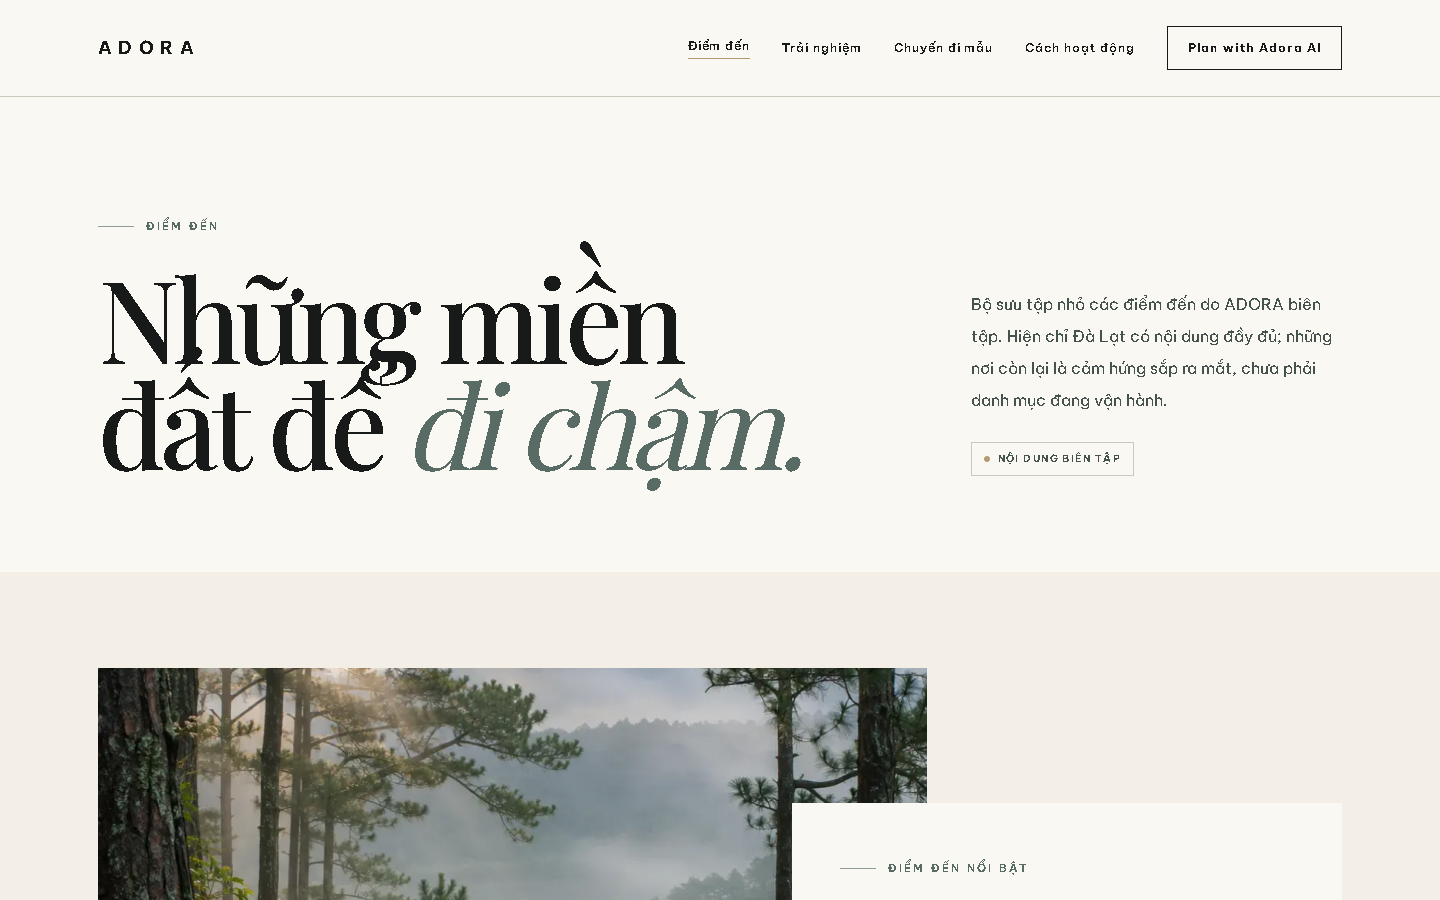 ADORA
Điểm đến
Trải nghiệm
Chuyến đi mẫu
Cách hoạt động
Plan with Adora AI
ĐIỂM ĐẾN
Những miền
đất để đi chậm.
Bộ sưu tập nhỏ các điểm đến do ADORA biên
tập. Hiện chỉ Đà Lạt có nội dung đầy đủ; những
nơi còn lại là cảm hứng sắp ra mắt, chưa phải
danh mục đang vận hành.
NỘI DUNG BIÊN TẬP
ĐIỂM ĐẾN NỔI BẬT